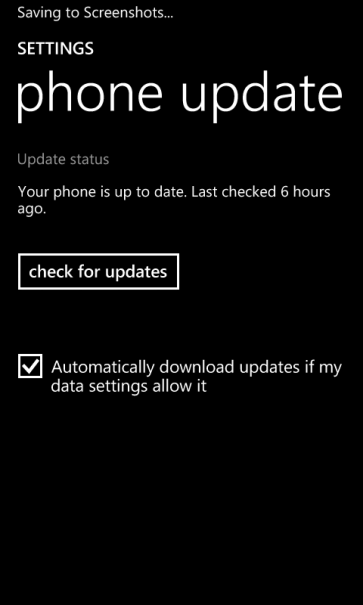 Saving to Screenshots...
SETTINGS
phone update
Update status
Your phone is up to date. Last checked 6 hours
ago.
check for updates
Automatically download updates if my
data settings allow it